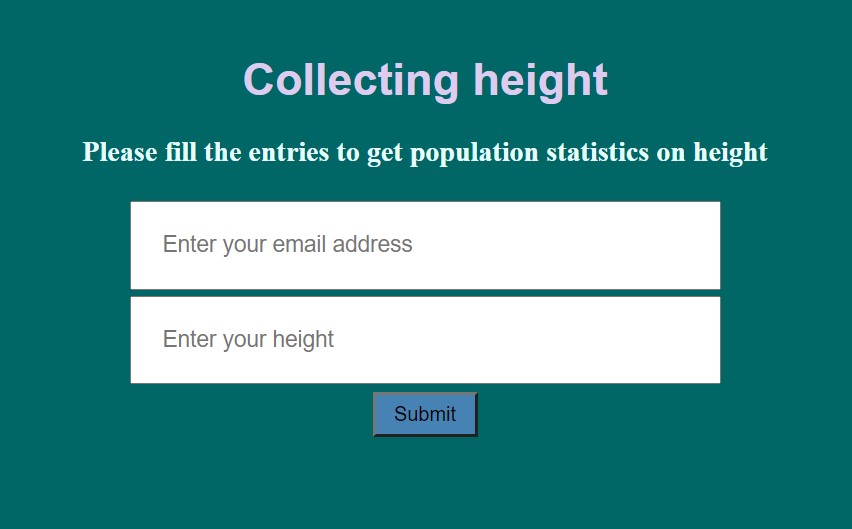 Collecting height
Please fill the entries to get population statistics on height
Enter your email address
Enter your height
Submit